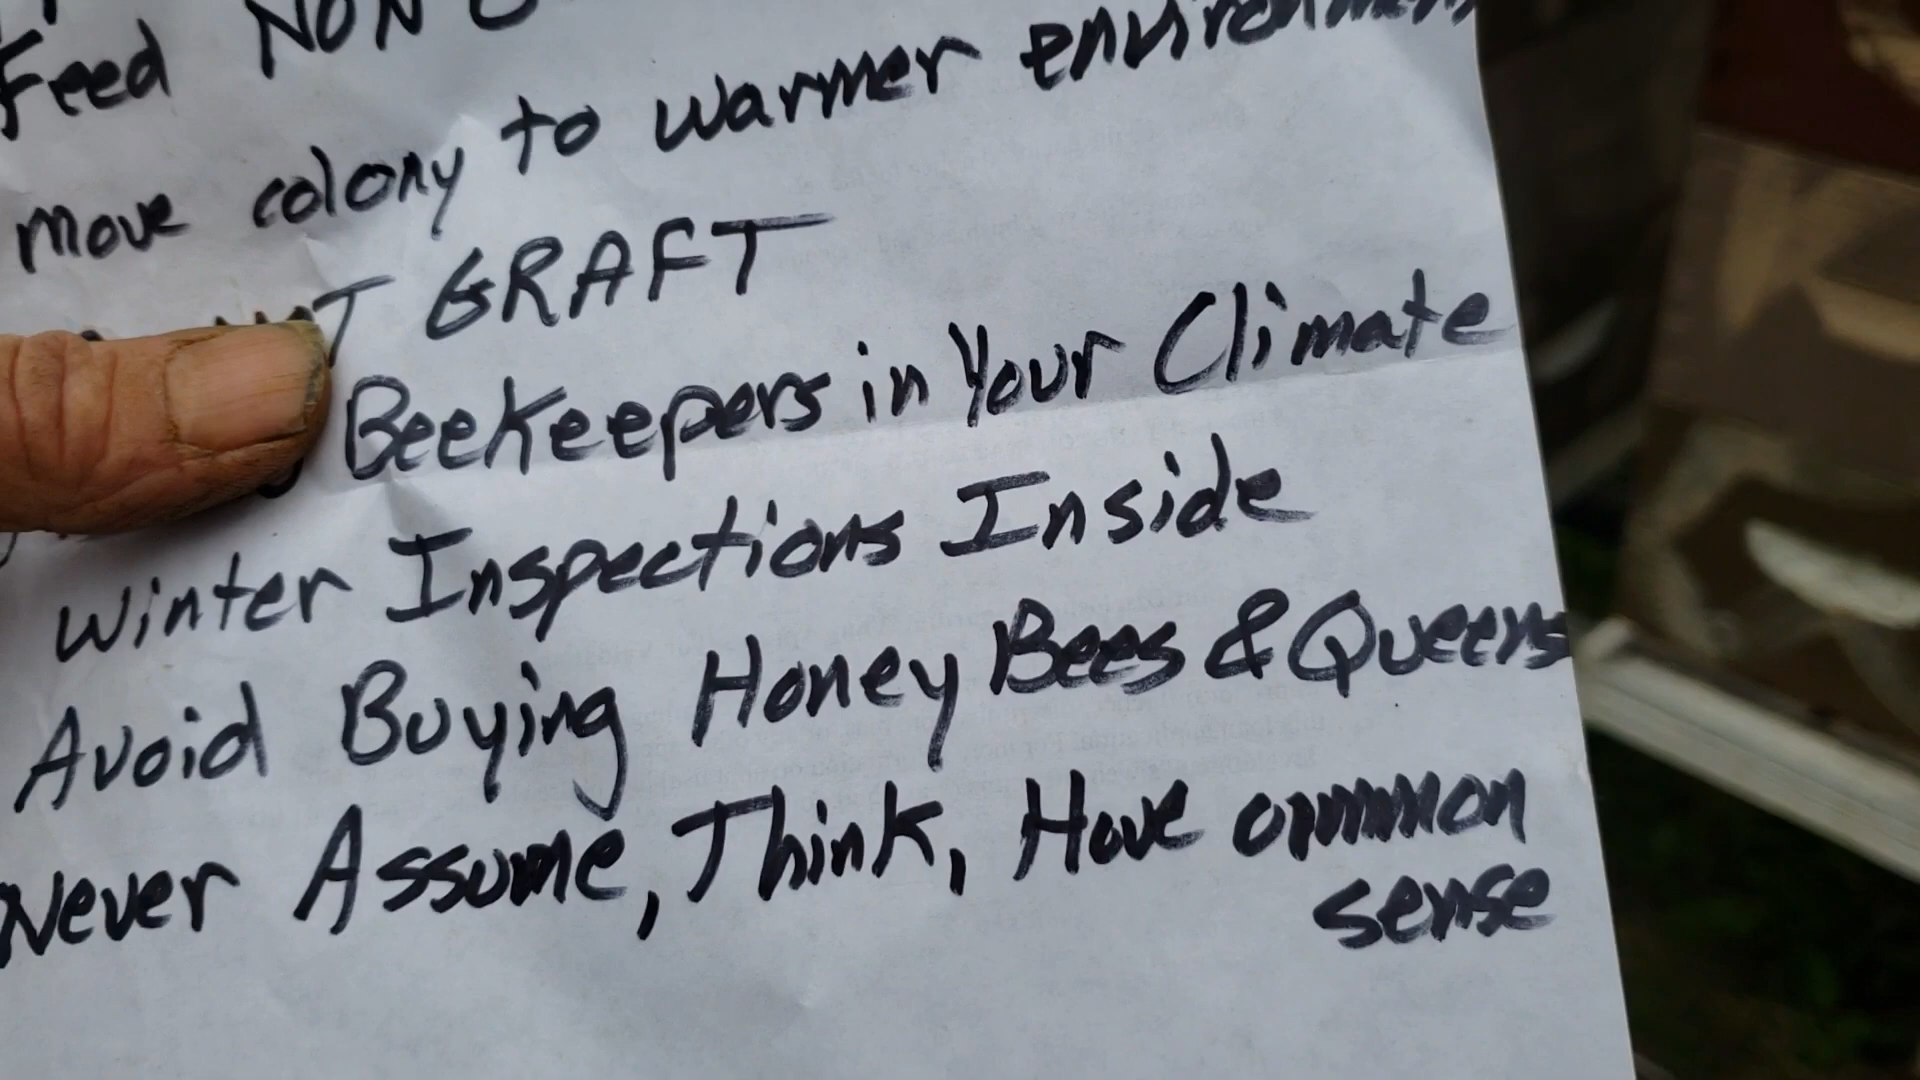 Feed NON
move colony to warmer environment
T GRAFT
Beekeepers in Your Climate
Winter Inspections Inside
Avoid Buying Honey Bees & Queens
Never Assume, Think, Have common
sense